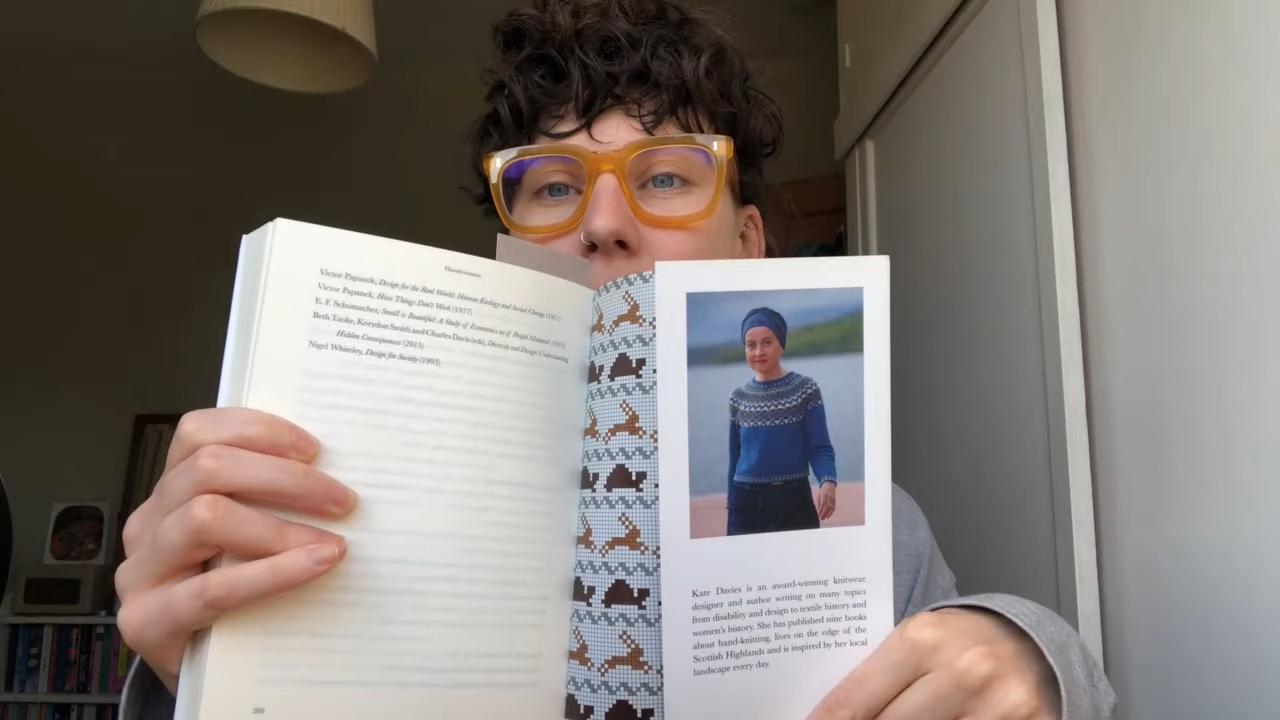 Handywoman
Victor Papanek, Design for the Real World: Human Ecology and Social Change (1971)
Victor Papanek, How Things Don't Work (1977)
E. F. Schumacher, Small is Beautiful: A Study of Economics as if People Mattered (1973)
Beth Tauke, Korydon Smith and Charles Davis (eds), Diversity and Design: Understanding
Hidden Consequences (2015)
Nigel Whiteley, Design for Society (1993)
260
Kate Davies is an award-winning knitwear
designer and author writing on many topics
from disability and design to textile history and
women's history. She has published nine books
about hand-knitting, lives on the edge of the
Scottish Highlands and is inspired by her local
landscape every day.